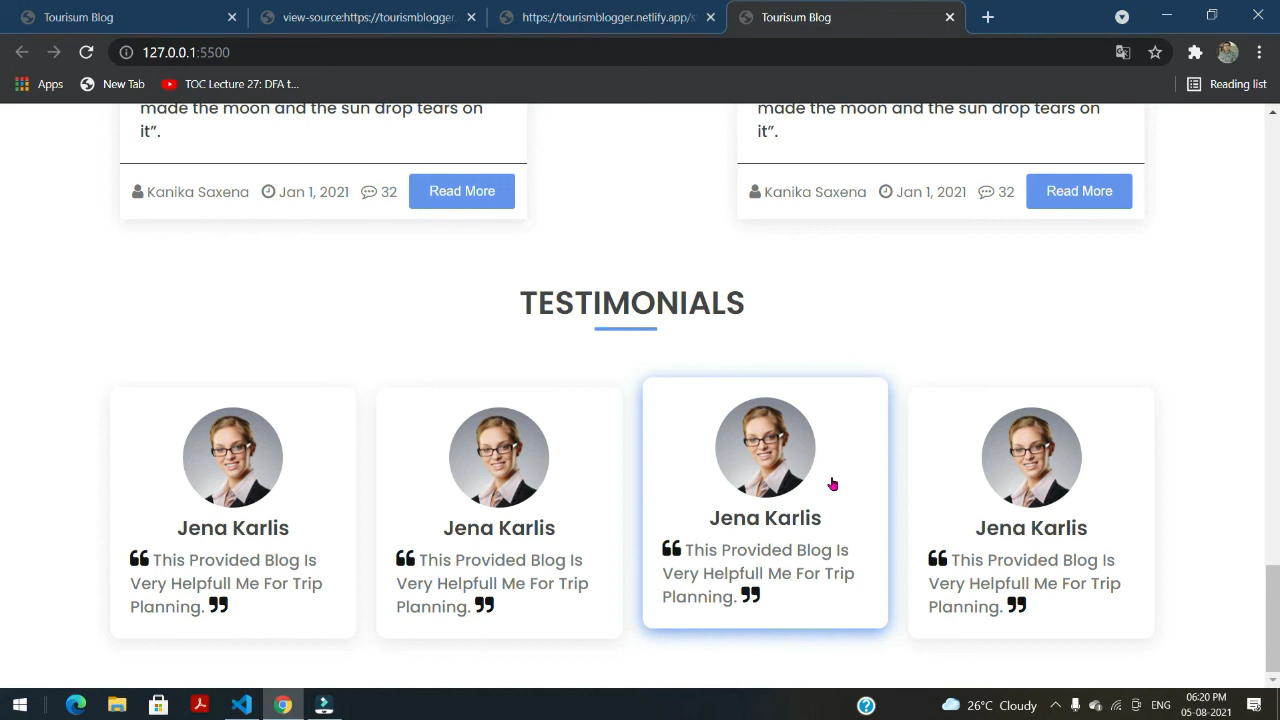 Tourisum Blog
view-source:https://tourismblogger.
https://tourismblogger.netlify.app/s
Tourisum Blog
127.0.0.1:5500
Apps
New Tab
TOC Lecture 27: DFA t...
Reading list
made the moon and the sun drop tears on
it”.
Kanika Saxena Jan 1, 2021 32 Read More
made the moon and the sun drop tears on
it”.
Kanika Saxena Jan 1, 2021 32 Read More
TESTIMONIALS
Jena Karlis
❝ This Provided Blog Is
Very Helpfull Me For Trip
Planning. ❞
Jena Karlis
❝ This Provided Blog Is
Very Helpfull Me For Trip
Planning. ❞
Jena Karlis
❝ This Provided Blog Is
Very Helpfull Me For Trip
Planning. ❞
Jena Karlis
❝ This Provided Blog Is
Very Helpfull Me For Trip
Planning. ❞
26°C Cloudy
ENG
06:20 PM
05-08-2021